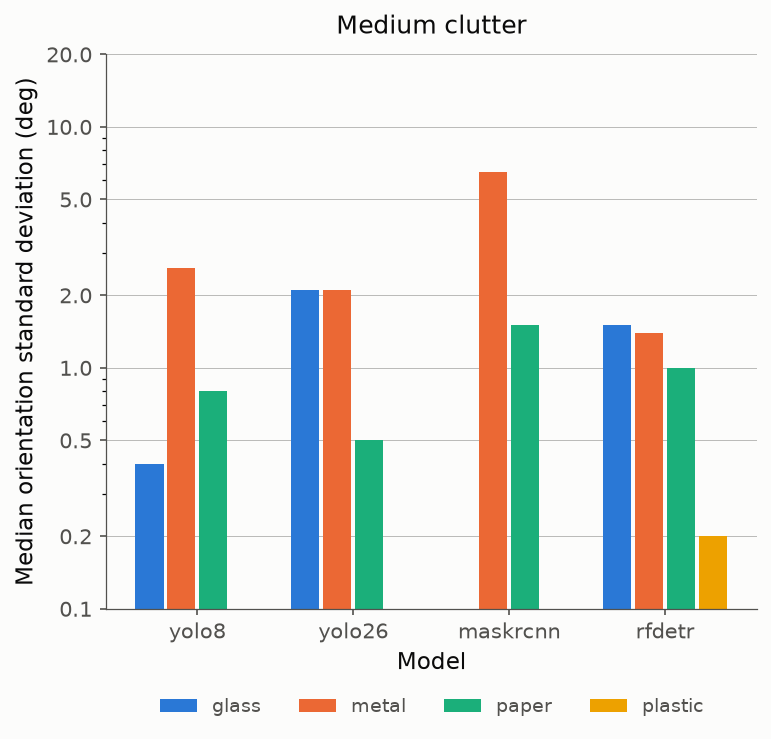 Medium clutter
Median orientation standard deviation (deg)
20.0
10.0
5.0
2.0
1.0
0.5
0.2
0.1
yolo8 yolo26 maskrcnn rfdetr
Model
glass metal paper plastic